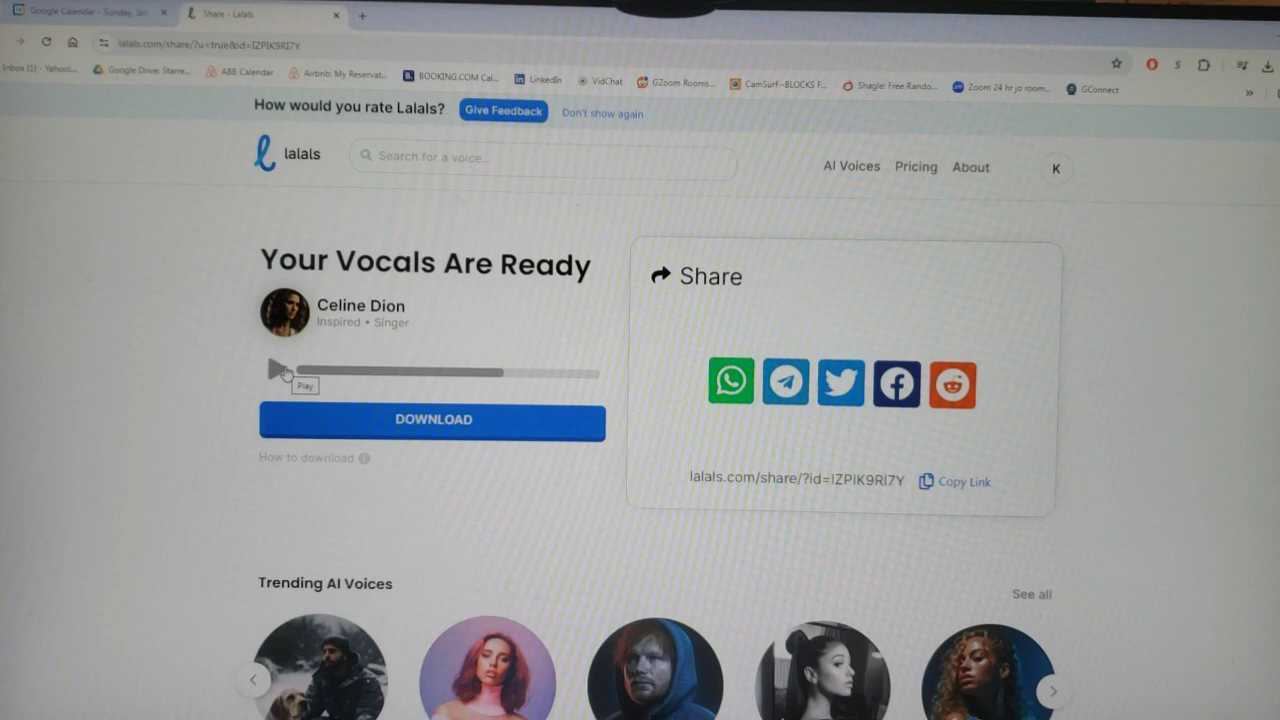 Google Calendar - Sunday, Jan
Share - Lalals
lalals.com/share/?u=true&id=IZPIK9RI7Y
Inbox (1) - Yahoo!...
Google Drive: Starre...
ABB Calendar
Airbnb: My Reservat...
BOOKING.COM Cal...
LinkedIn
VidChat
GZoom Rooms...
CamSurf--BLOCKS F...
Shagle: Free Rando...
Zoom 24 hr jo room...
GConnect
How would you rate Lalals?
Give Feedback
Don't show again
lalals
Search for a voice...
AI Voices
Pricing
About
K
Your Vocals Are Ready
Celine Dion
Inspired • Singer
Play
DOWNLOAD
How to download
Share
lalals.com/share/?id=IZPIK9RI7Y
Copy Link
Trending AI Voices
See all